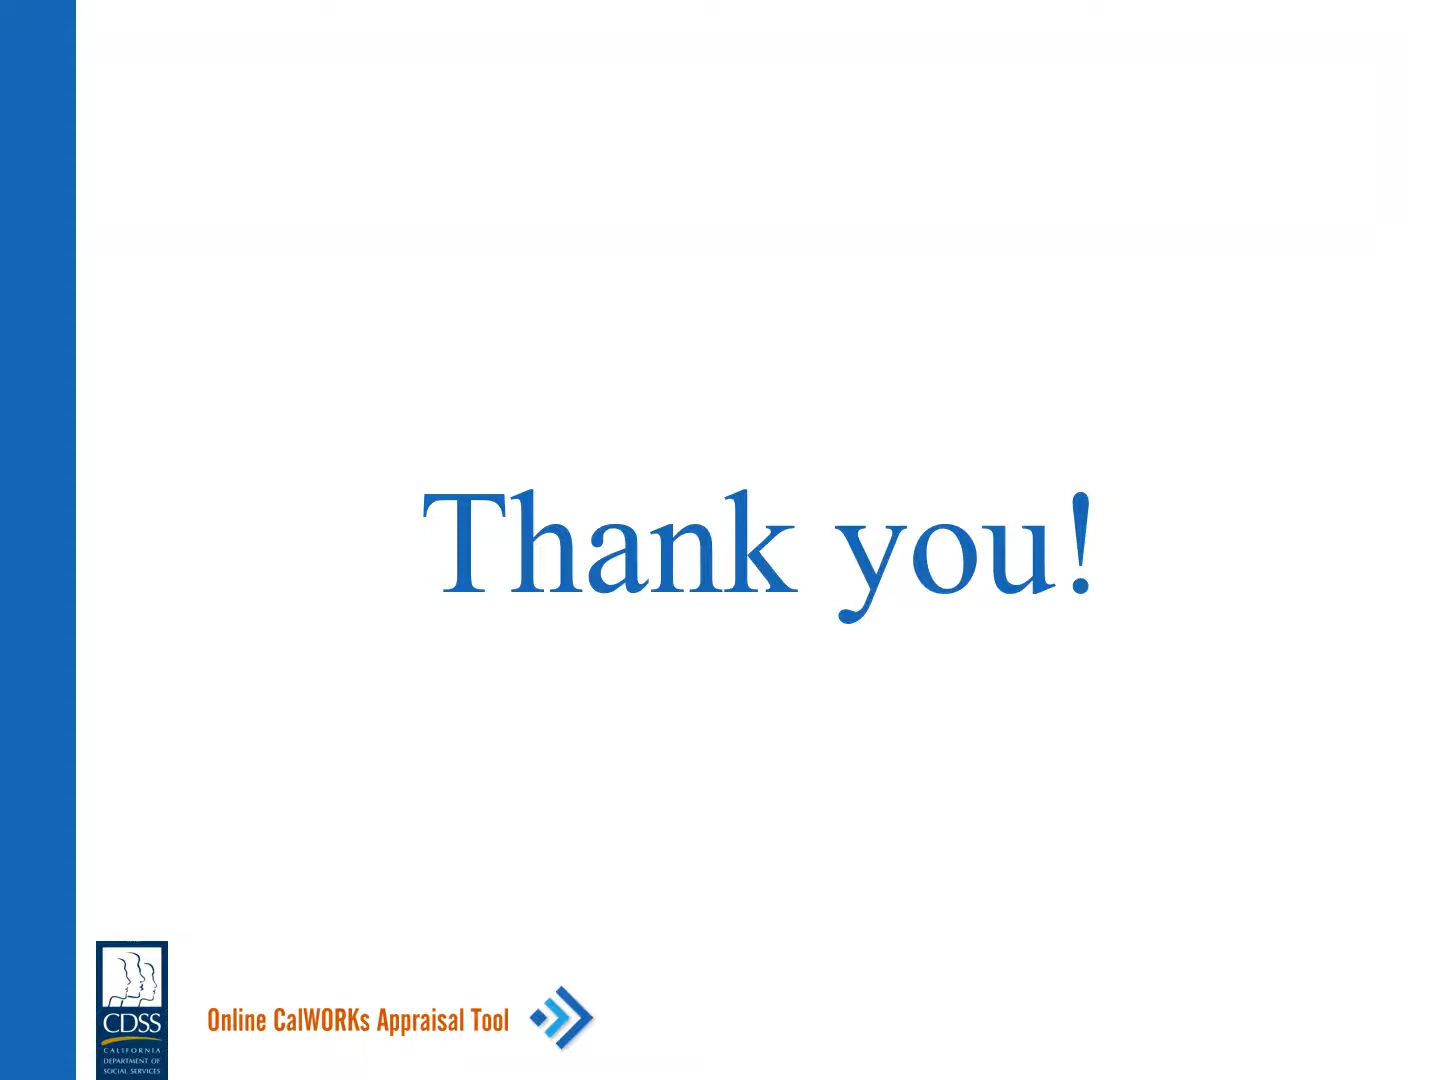 Thank you!
CDSS
CALIFORNIA
DEPARTMENT OF
SOCIAL SERVICES
Online CalWORKs Appraisal Tool